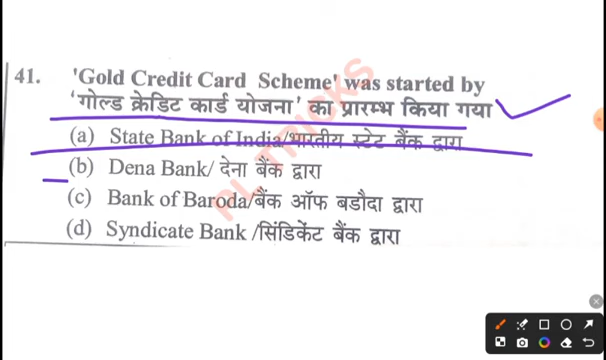 41. 'Gold Credit Card Scheme' was started by
'गोल्ड क्रेडिट कार्ड योजना' का प्रारम्भ किया गया
(a) State Bank of India/भारतीय स्टेट बैंक द्वारा
(b) Dena Bank/ देना बैंक द्वारा
(c) Bank of Baroda/बैंक ऑफ बडौदा द्वारा
(d) Syndicate Bank /सिंडिकेंट बैंक द्वारा
PLTRICKS